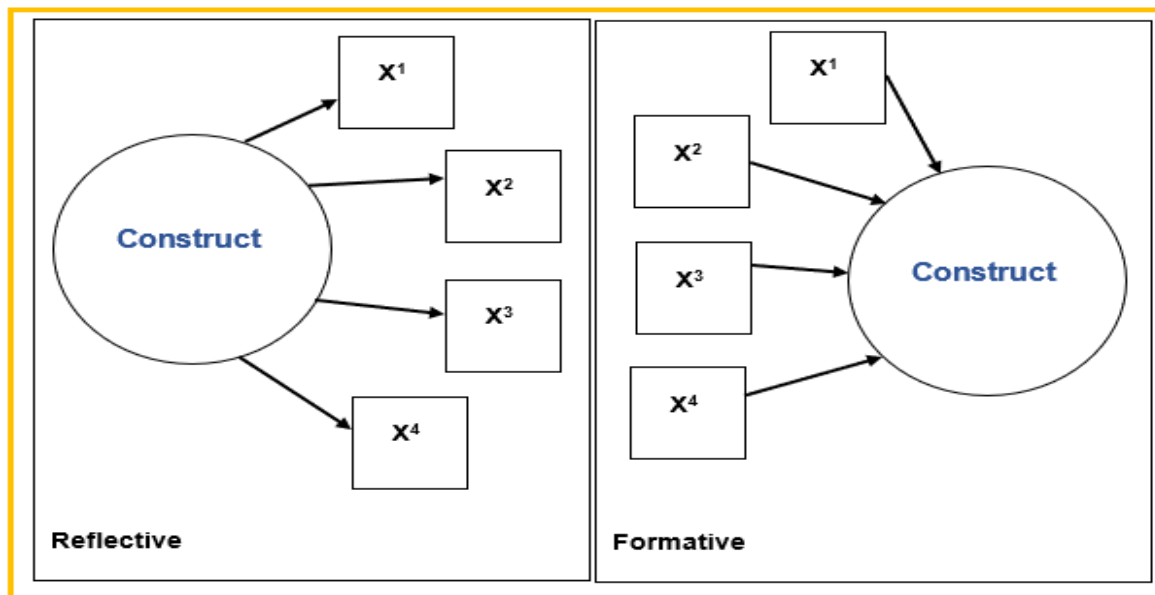 X¹
X²
Construct
X³
X⁴
Reflective
X¹
X²
Construct
X³
X⁴
Formative